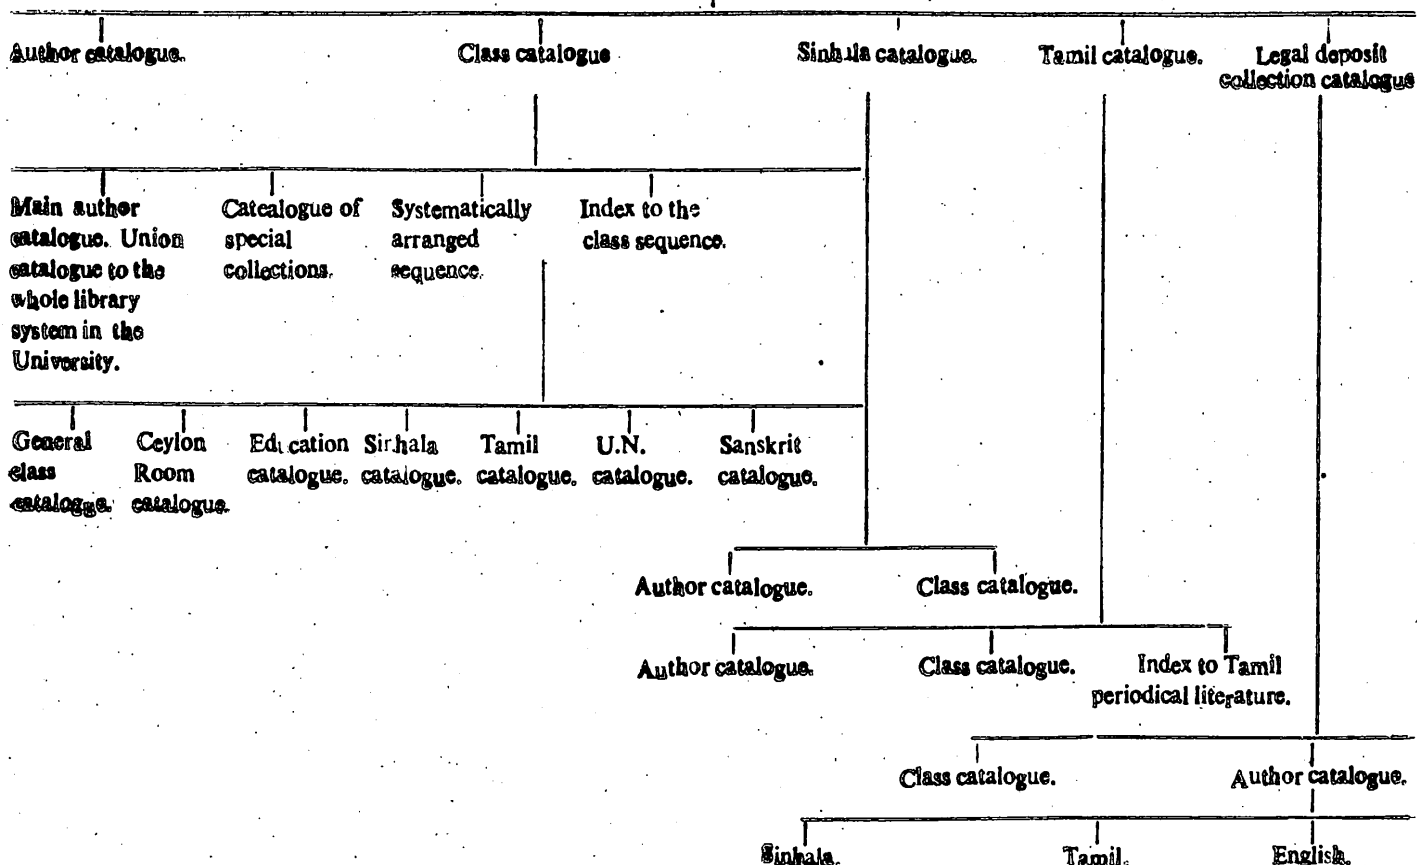 Author catalogue.
Class catalogue
Sinhala catalogue.
Tamil catalogue.
Legal deposit
collection catalogue
Main author
catalogue. Union
catalogue to the
whole library
system in the
University.
Catealogue of
special
collections.
Systematically
arranged
sequence.
Index to the
class sequence.
General
class
catalogge.
Ceylon
Room
catalogue.
Education
catalogue.
Sinhala
catalogue.
Tamil
catalogue.
U.N.
catalogue.
Sanskrit
catalogue.
Author catalogue.
Class catalogue.
Author catalogue.
Class catalogue.
Index to Tamil
periodical literature.
Class catalogue.
Author catalogue.
Sinhala.
Tamil.
English.